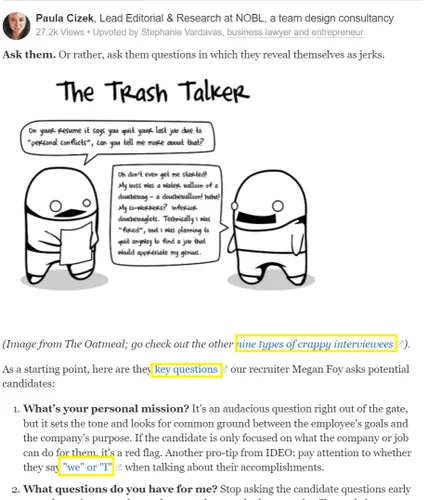 Paula Cizek, Lead Editorial & Research at NOBL, a team design consultancy
27.2k Views • Upvoted by Stephanie Vardavas, business lawyer and entrepreneur
Ask them. Or rather, ask them questions in which they reveal themselves as jerks.
The Trash Talker
On your resume it says you quit your last job due to
"personal conflicts", can you tell me more about that?
Oh don't even get me started!
My boss was a water balloon of a
douchebag - a doucheballoon! haha!
My co-workers? Inferior
douchebaglets. Technically I was
"fired", but I was planning to
quit anyway to find a job that
would appreciate my genius.
(Image from The Oatmeal; go check out the other nine types of crappy interviewees).
As a starting point, here are they key questions our recruiter Megan Foy asks potential
candidates:
1. What's your personal mission? It's an audacious question right out of the gate,
but it sets the tone and looks for common ground between the employee's goals and
the company's purpose. If the candidate is only focused on what the company or job
can do for them, it's a red flag. Another pro-tip from IDEO: pay attention to whether
they say "we" or "I" when talking about their accomplishments.
2. What questions do you have for me? Stop asking the candidate questions early